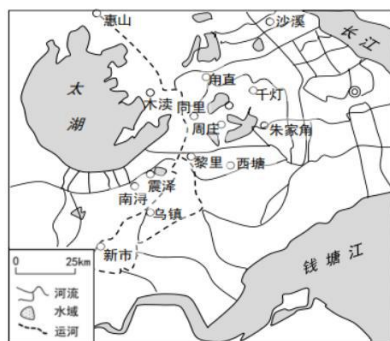 惠山
沙溪
长江
太湖
木渎
甪直
千灯
同里
周庄
朱家角
黎里
西塘
震泽
南浔
乌镇
新市
钱塘江
0 25km
河流
水域
运河